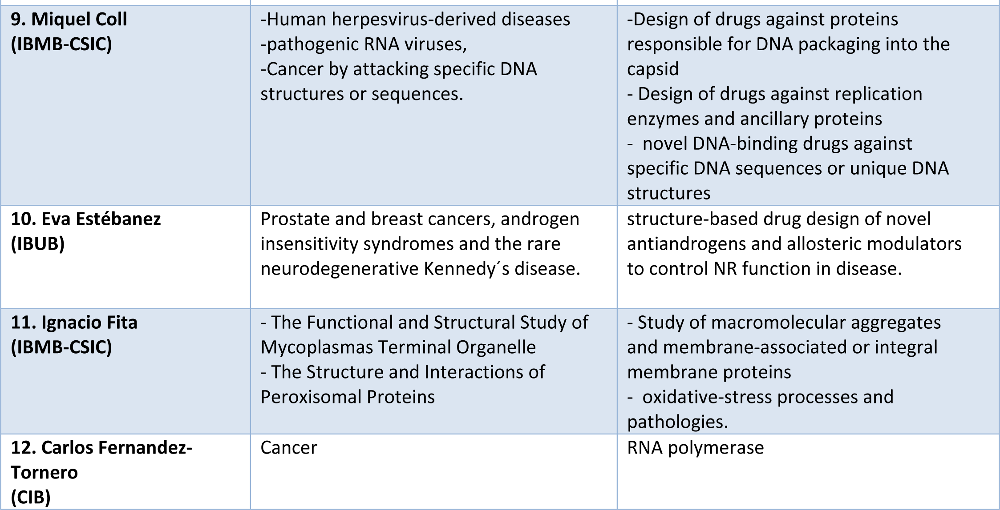 9. Miquel Coll
(IBMB-CSIC)
-Human herpesvirus-derived diseases
-pathogenic RNA viruses,
-Cancer by attacking specific DNA
structures or sequences.
-Design of drugs against proteins
responsible for DNA packaging into the
capsid
- Design of drugs against replication
enzymes and ancillary proteins
-  novel DNA-binding drugs against
specific DNA sequences or unique DNA
structures
10. Eva Estébanez
(IBUB)
Prostate and breast cancers, androgen
insensitivity syndromes and the rare
neurodegenerative Kennedy´s disease.
structure-based drug design of novel
antiandrogens and allosteric modulators
to control NR function in disease.
11. Ignacio Fita
(IBMB-CSIC)
- The Functional and Structural Study of
Mycoplasmas Terminal Organelle
- The Structure and Interactions of
Peroxisomal Proteins
- Study of macromolecular aggregates
and membrane-associated or integral
membrane proteins
-  oxidative-stress processes and
pathologies.
12. Carlos Fernandez-
Tornero
(CIB)
Cancer
RNA polymerase